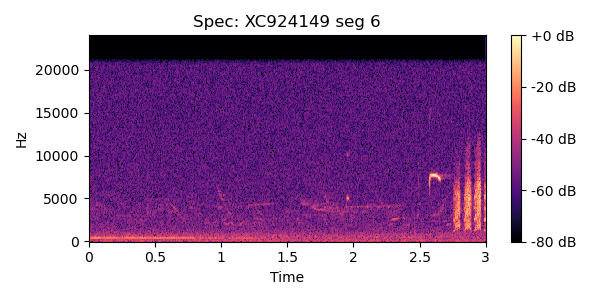 Spec: XC924149 seg 6
+0 dB
20000
-20 dB
15000
Hz
-40 dB
10000
-60 dB
5000
0
-80 dB
0 0.5 1 1.5 2 2.5 3
Time